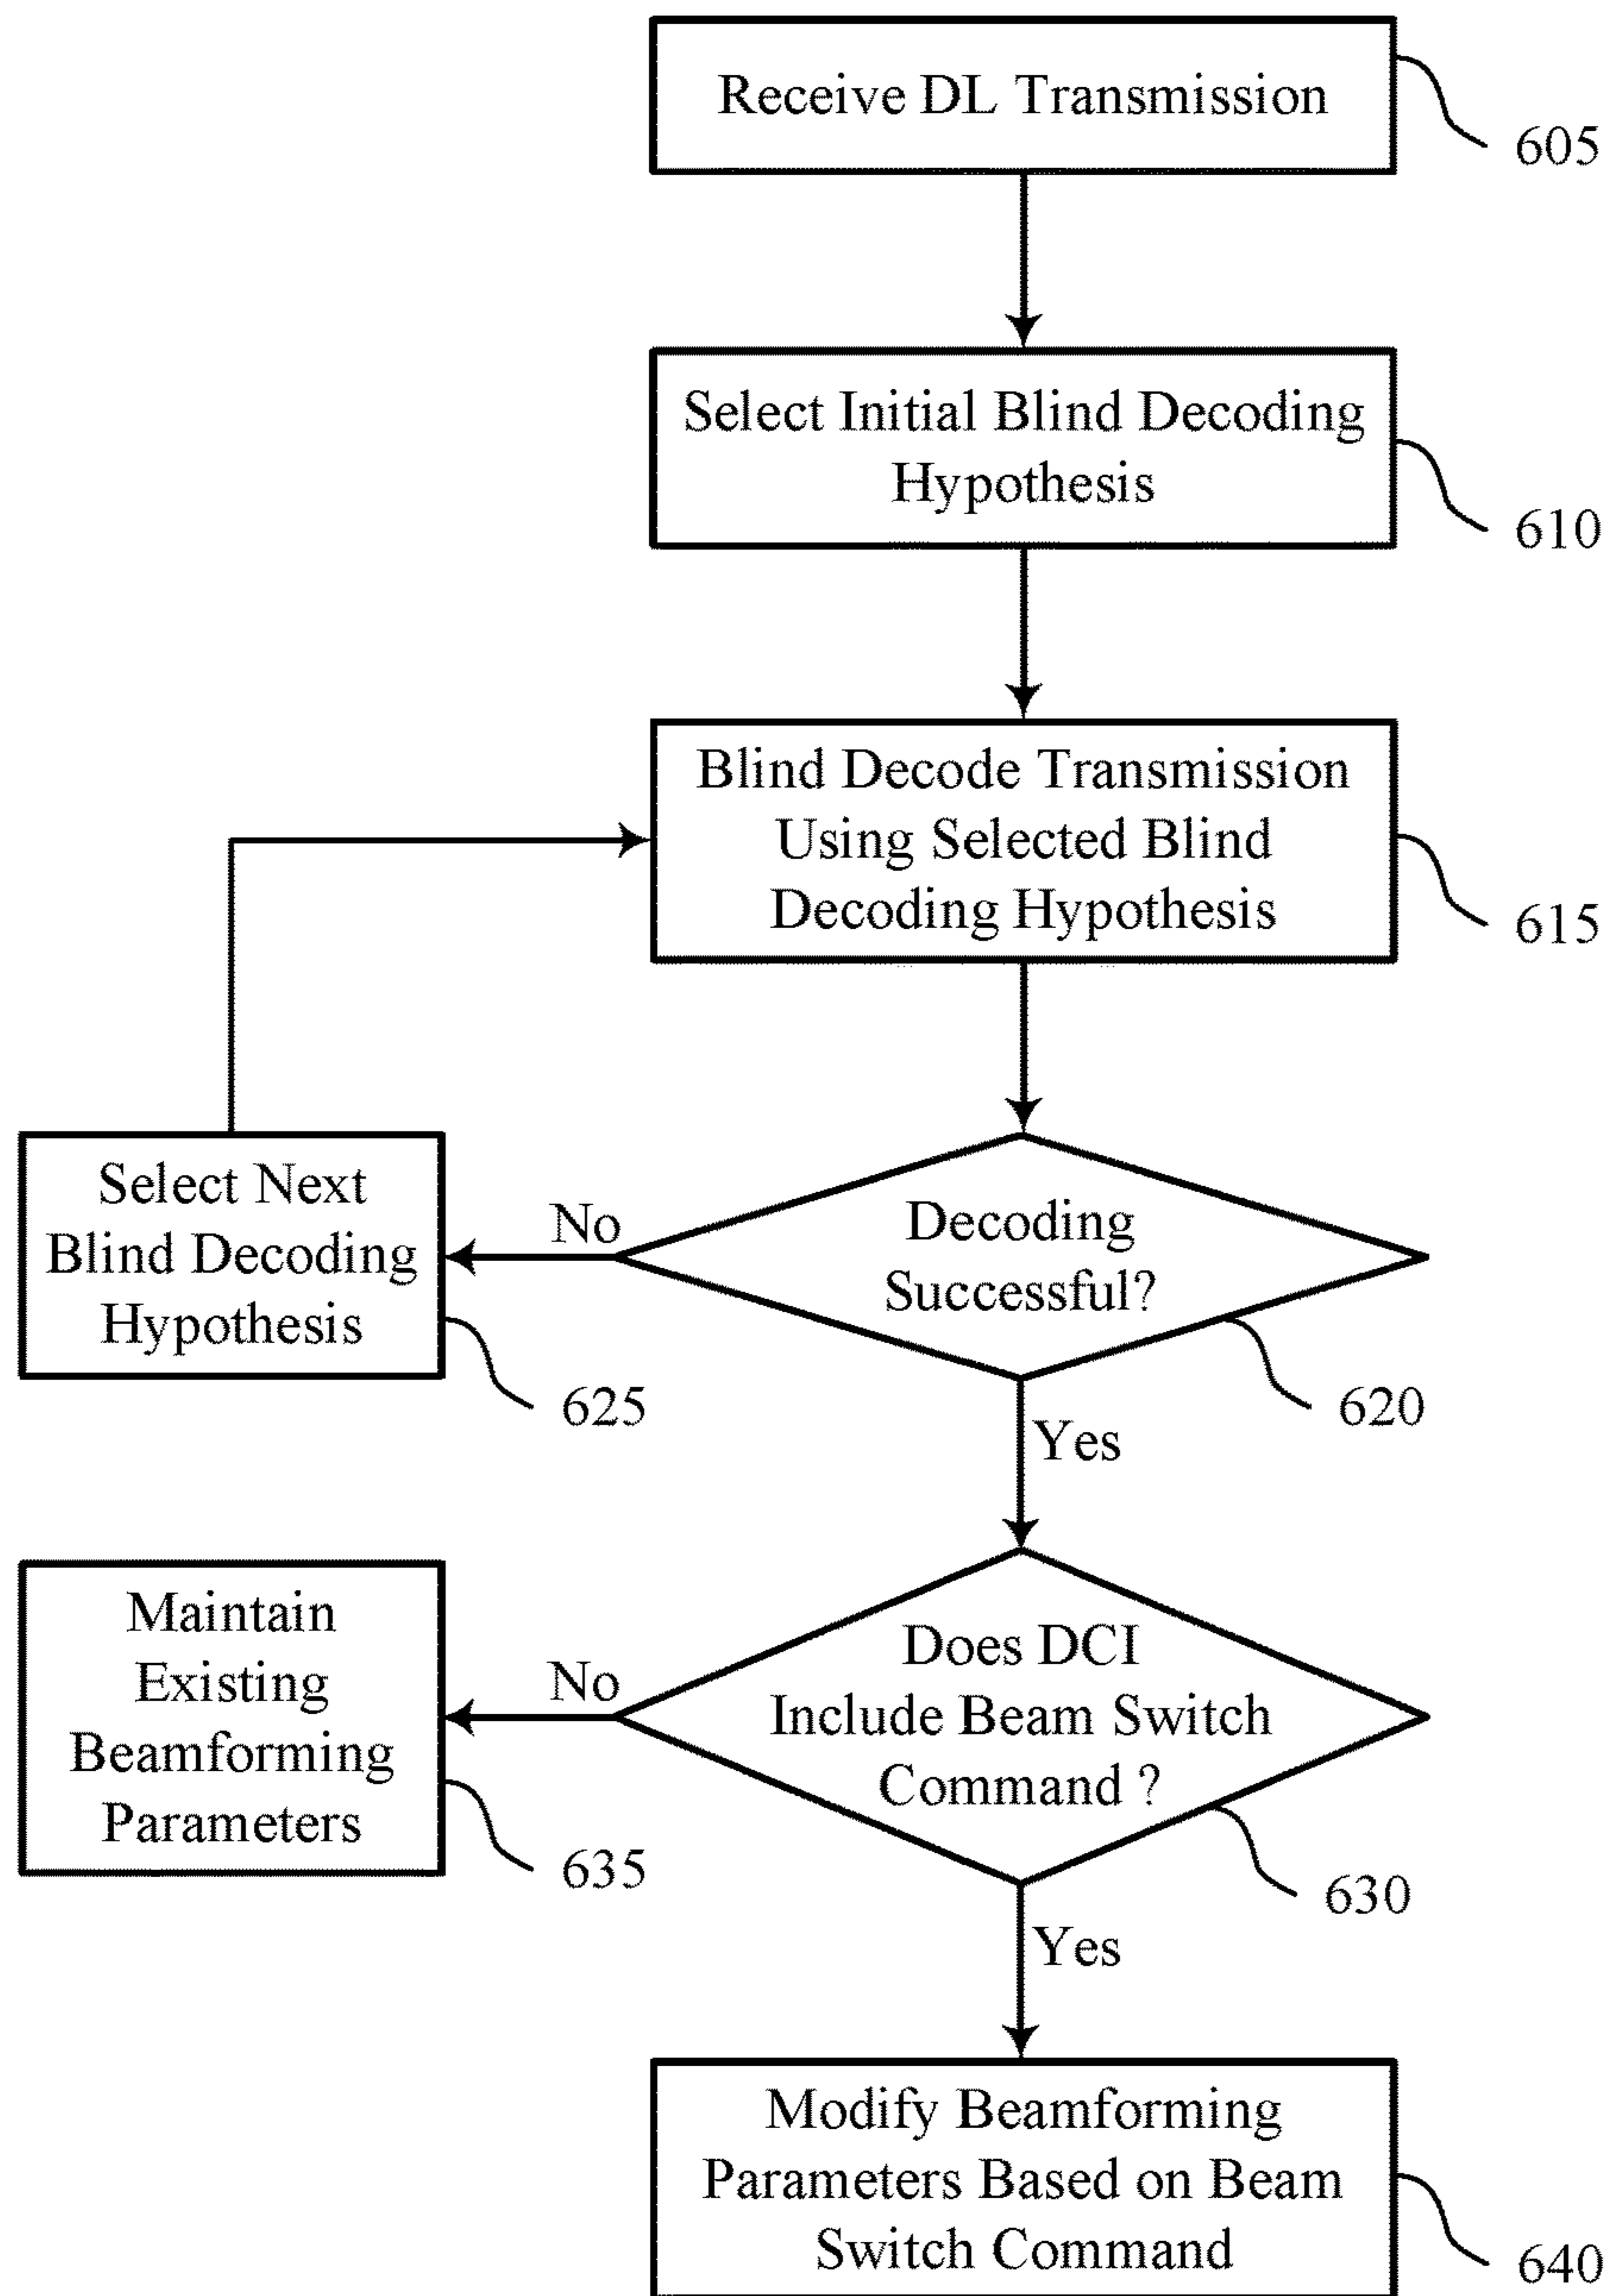 Receive DL Transmission
605
Select Initial Blind Decoding
Hypothesis
610
Blind Decode Transmission
Using Selected Blind
Decoding Hypothesis
615
Decoding
Successful?
620
No
Select Next
Blind Decoding
Hypothesis
625
Yes
Does DCI
Include Beam Switch
Command ?
630
No
Maintain
Existing
Beamforming
Parameters
635
Yes
Modify Beamforming
Parameters Based on Beam
Switch Command
640